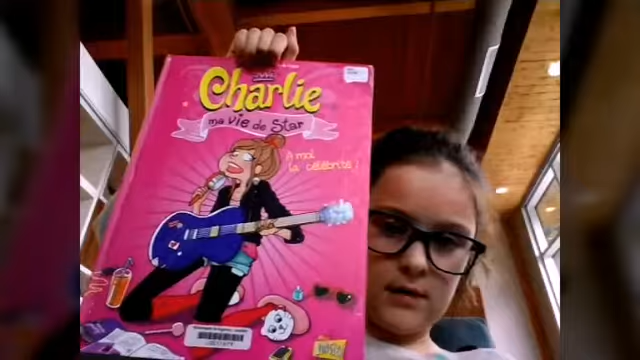 Charlie
ma vie de Star
A moi
la célébrité !